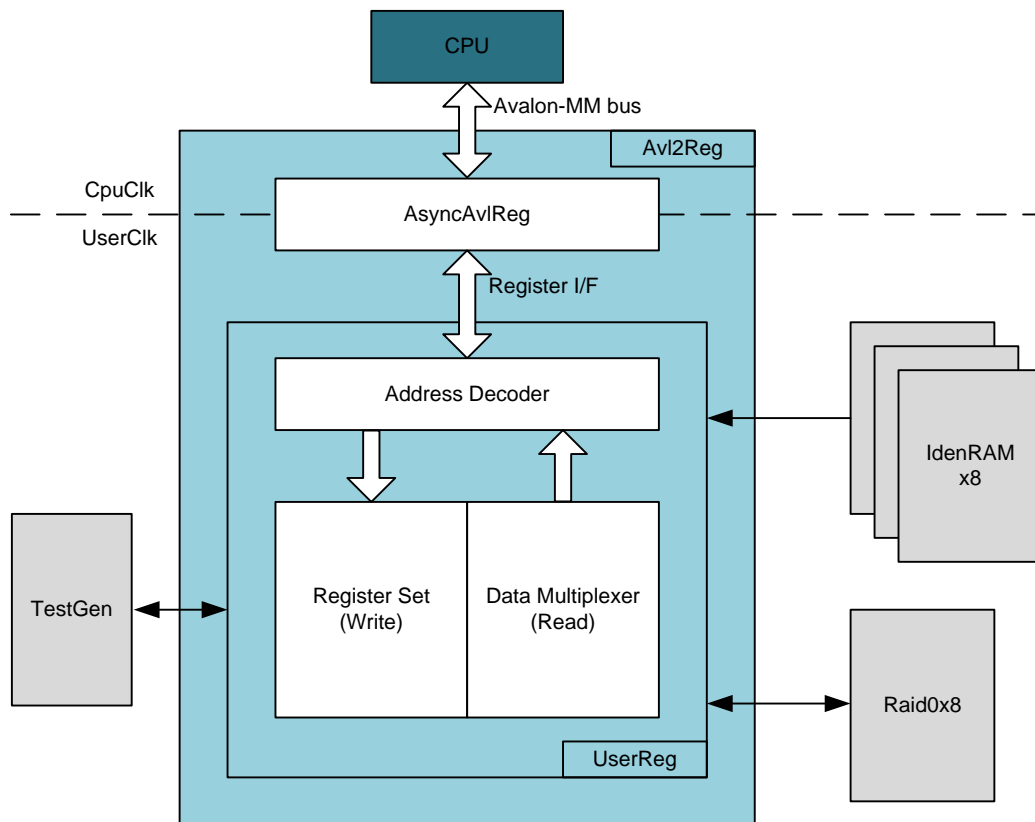 CPU
Avalon-MM bus
Avl2Reg
CpuClk
AsyncAvlReg
UserClk
Register I/F
Address Decoder
IdenRAM
x8
Register Set
(Write)
Data Multiplexer
(Read)
TestGen
Raid0x8
UserReg